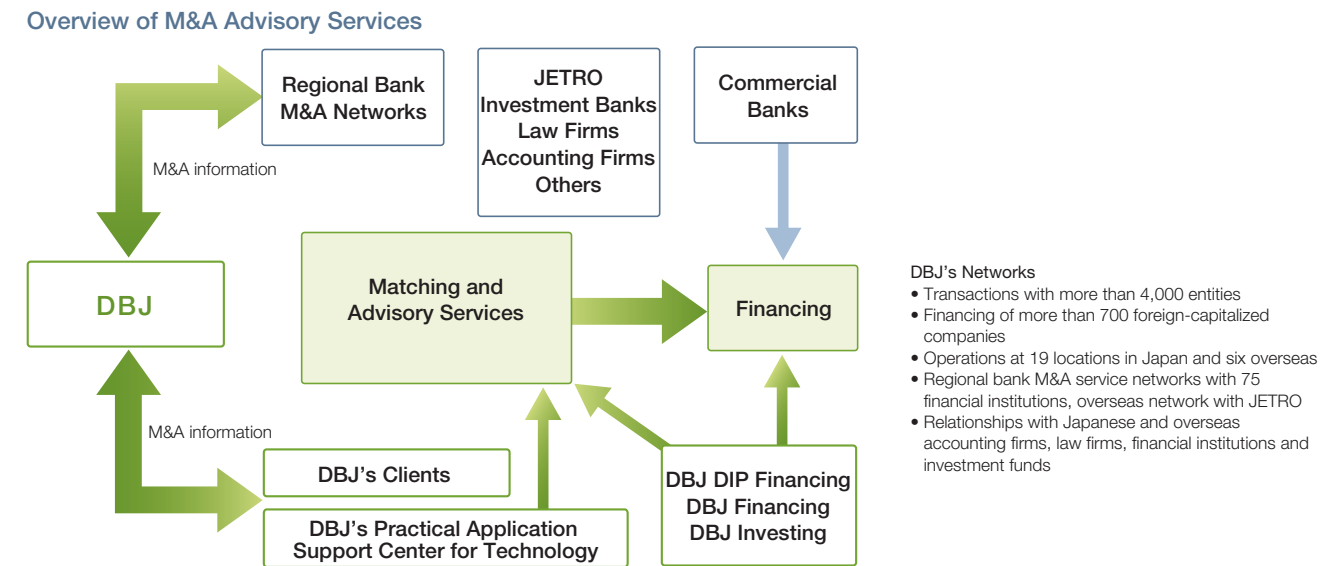 Overview of M&A Advisory Services
Regional Bank
M&A Networks
JETRO
Investment Banks
Law Firms
Accounting Firms
Others
Commercial
Banks
M&A information
DBJ
Matching and
Advisory Services
Financing
M&A information
DBJ's Clients
DBJ's Practical Application
Support Center for Technology
DBJ DIP Financing
DBJ Financing
DBJ Investing
DBJ's Networks
• Transactions with more than 4,000 entities
• Financing of more than 700 foreign-capitalized
companies
• Operations at 19 locations in Japan and six overseas
• Regional bank M&A service networks with 75
financial institutions, overseas network with JETRO
• Relationships with Japanese and overseas
accounting firms, law firms, financial institutions and
investment funds